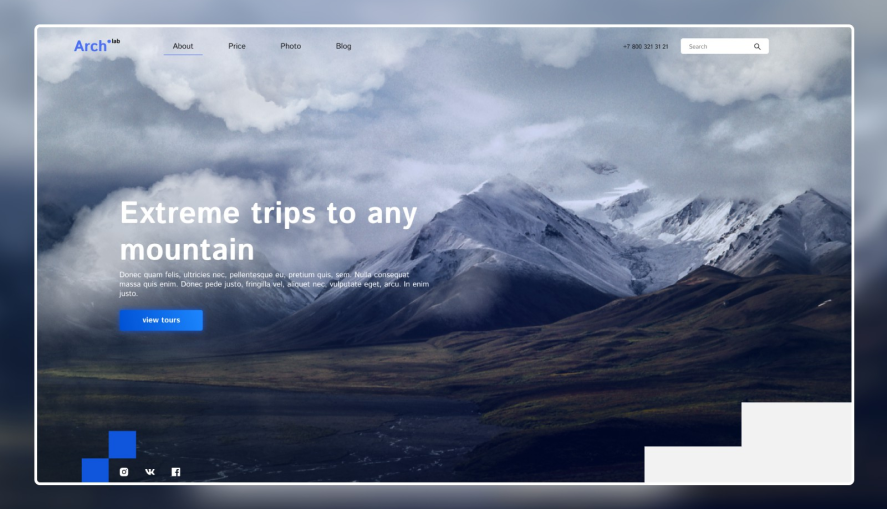 Arch lab
About Price Photo Blog
+7 800 321 31 21
Search
Extreme trips to any
mountain
Donec quam felis, ultricies nec, pellentesque eu, pretium quis, sem. Nulla consequat
massa quis enim. Donec pede justo, fringilla vel, aliquet nec, vulputate eget, arcu. In enim
justo.
view tours